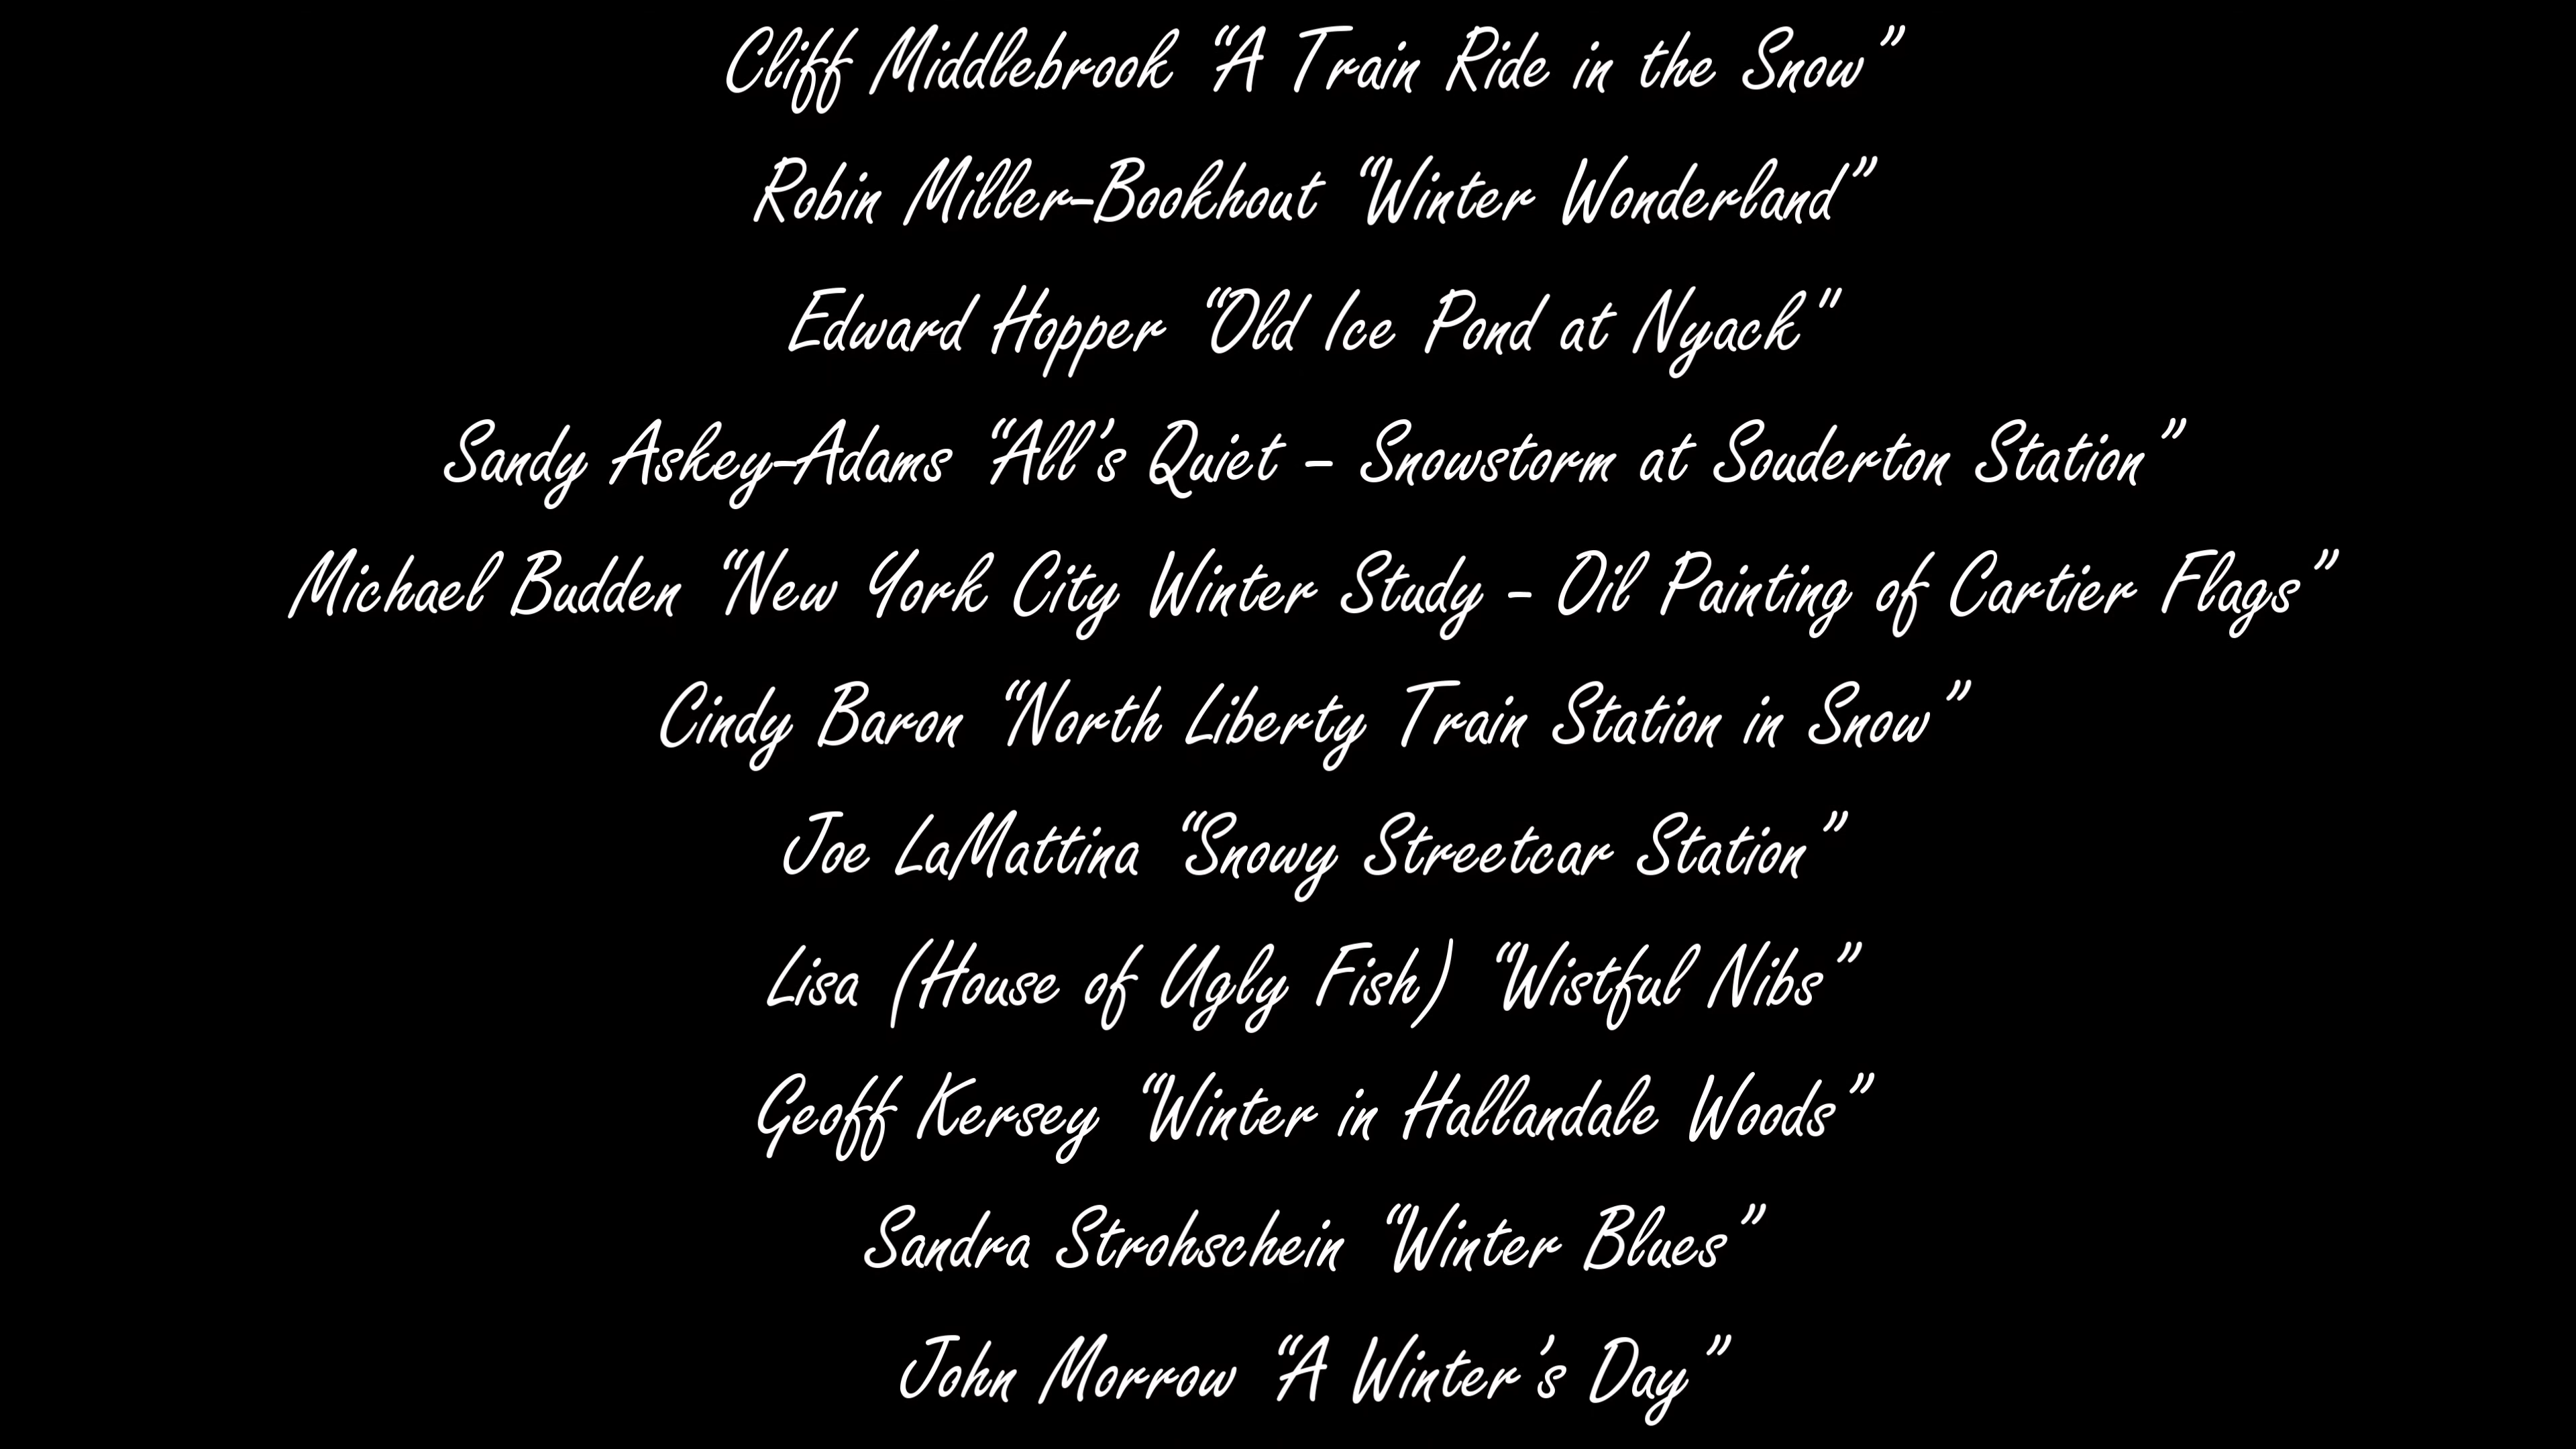 Cliff Middlebrook “A Train Ride in the Snow”
Robin Miller-Bookhout “Winter Wonderland”
Edward Hopper “Old Ice Pond at Nyack"
Sandy Askey-Adams “All’s Quiet – Snowstorm at Souderton Station”
Michael Budden “New York City Winter Study - Oil Painting of Cartier Flags”
Cindy Baron “North Liberty Train Station in Snow”
Joe LaMattina “Snowy Streetcar Station”
Lisa (House of Ugly Fish) “Wistful Nibs”
Geoff Kersey “Winter in Hallandale Woods”
Sandra Strohschein “Winter Blues”
John Morrow “A Winter’s Day”